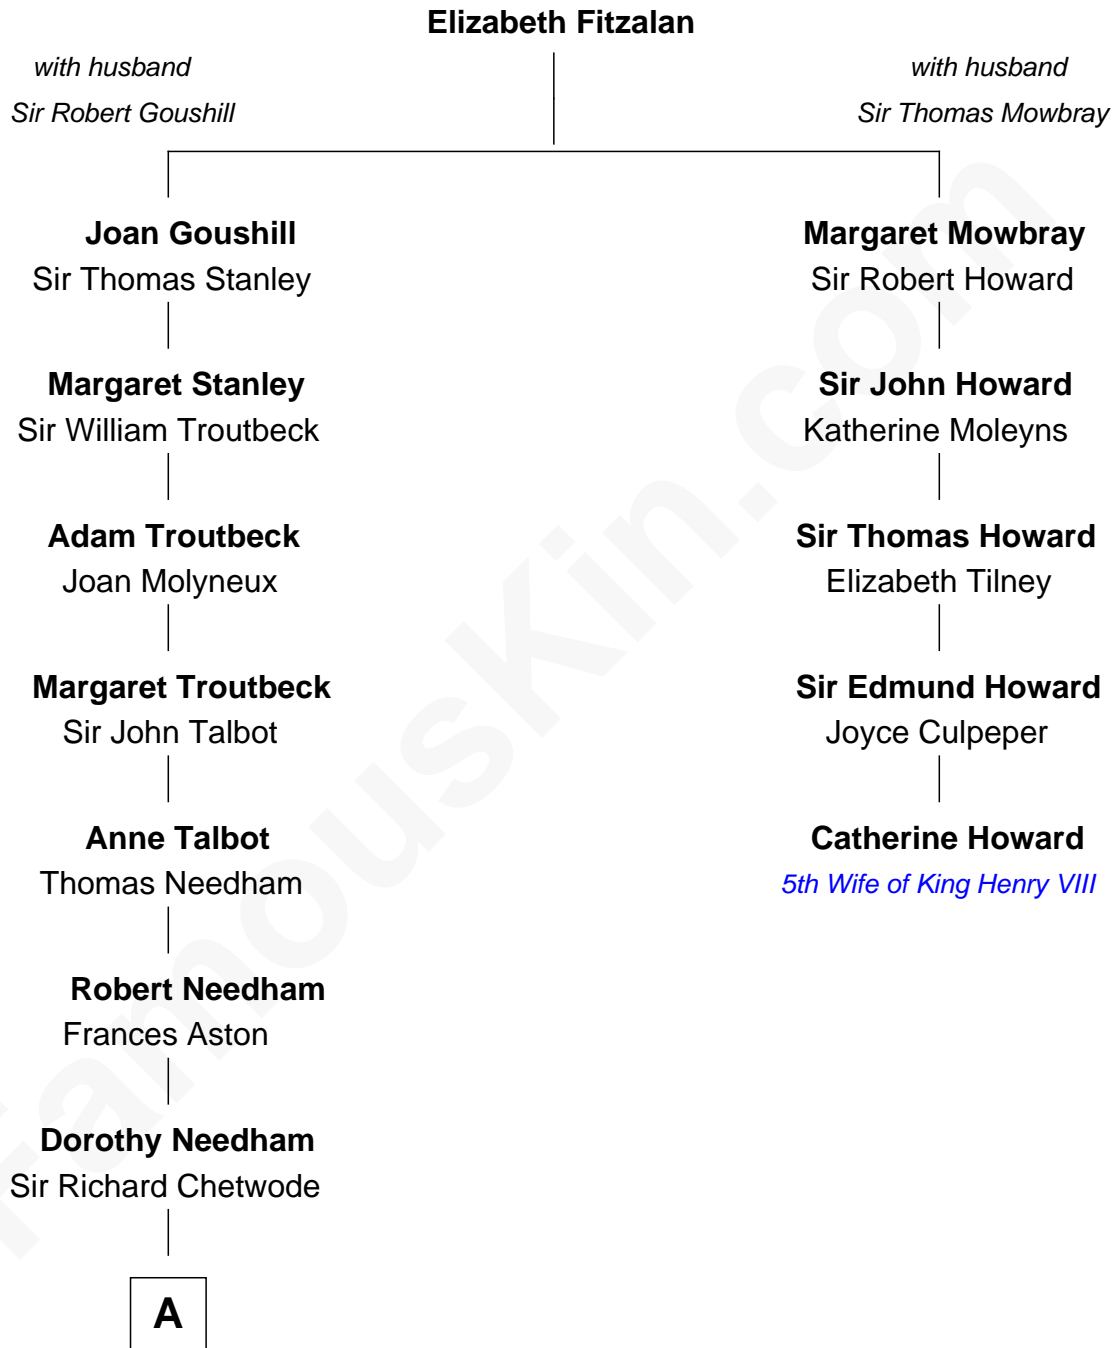 Elizabeth Fitzalan
with husband
Sir Robert Goushill
with husband
Sir Thomas Mowbray
Joan Goushill
Sir Thomas Stanley
Margaret Stanley
Sir William Troutbeck
Adam Troutbeck
Joan Molyneux
Margaret Troutbeck
Sir John Talbot
Anne Talbot
Thomas Needham
Robert Needham
Frances Aston
Dorothy Needham
Sir Richard Chetwode
A
Margaret Mowbray
Sir Robert Howard
Sir John Howard
Katherine Moleyns
Sir Thomas Howard
Elizabeth Tilney
Sir Edmund Howard
Joyce Culpeper
Catherine Howard
5th Wife of King Henry VIII
FamousKin.com